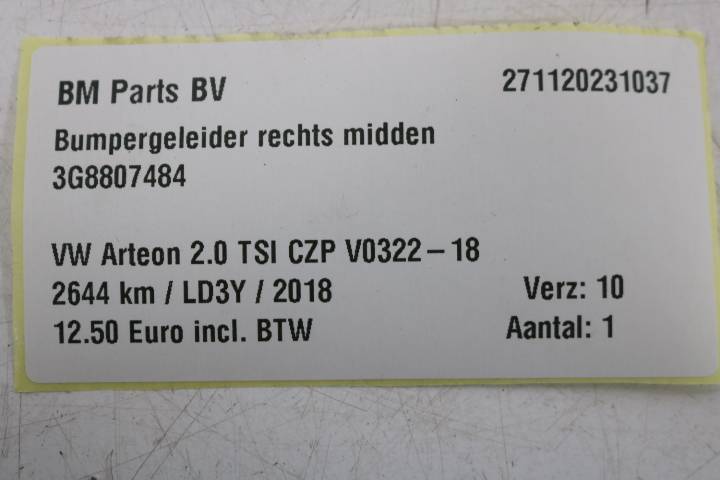 BM Parts BV 271120231037
Bumpergeleider rechts midden
3G8807484
VW Arteon 2.0 TSI CZP V0322-18
2644 km / LD3Y / 2018 Verz: 10
12.50 Euro incl. BTW Aantal: 1